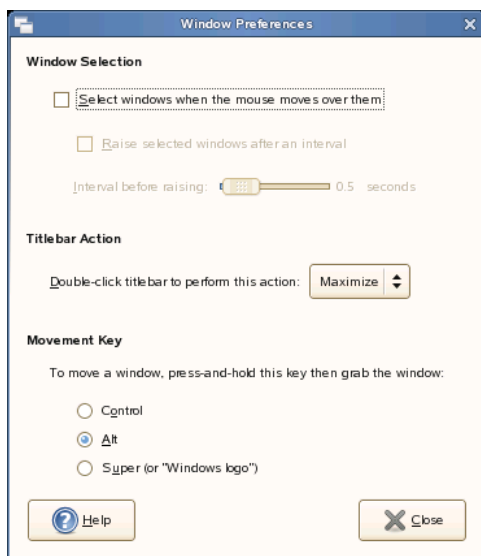 Window Preferences
Window Selection
Select windows when the mouse moves over them
Raise selected windows after an interval
Interval before raising: 0.5 seconds
Titlebar Action
Double-click titlebar to perform this action: Maximize
Movement Key
To move a window, press-and-hold this key then grab the window:
Control
Alt
Super (or "Windows logo")
Help Close